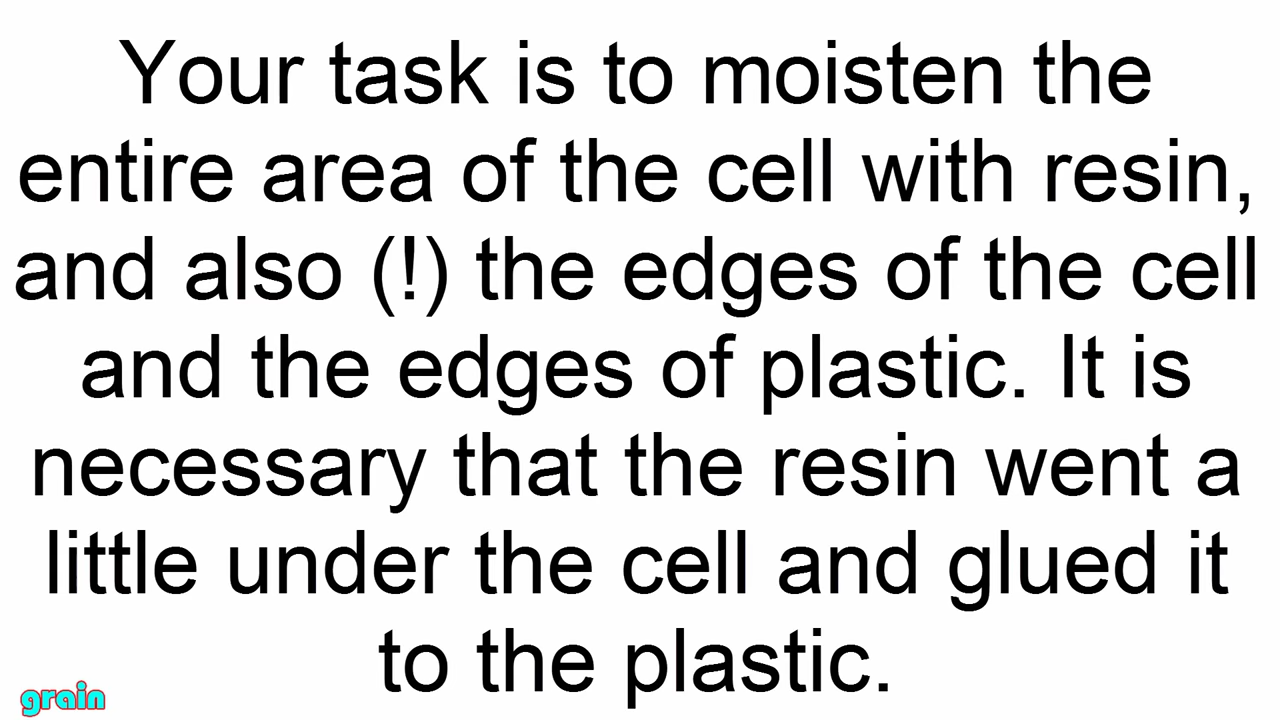 Your task is to moisten the
entire area of the cell with resin,
and also (!) the edges of the cell
and the edges of plastic. It is
necessary that the resin went a
little under the cell and glued it
to the plastic.
grain